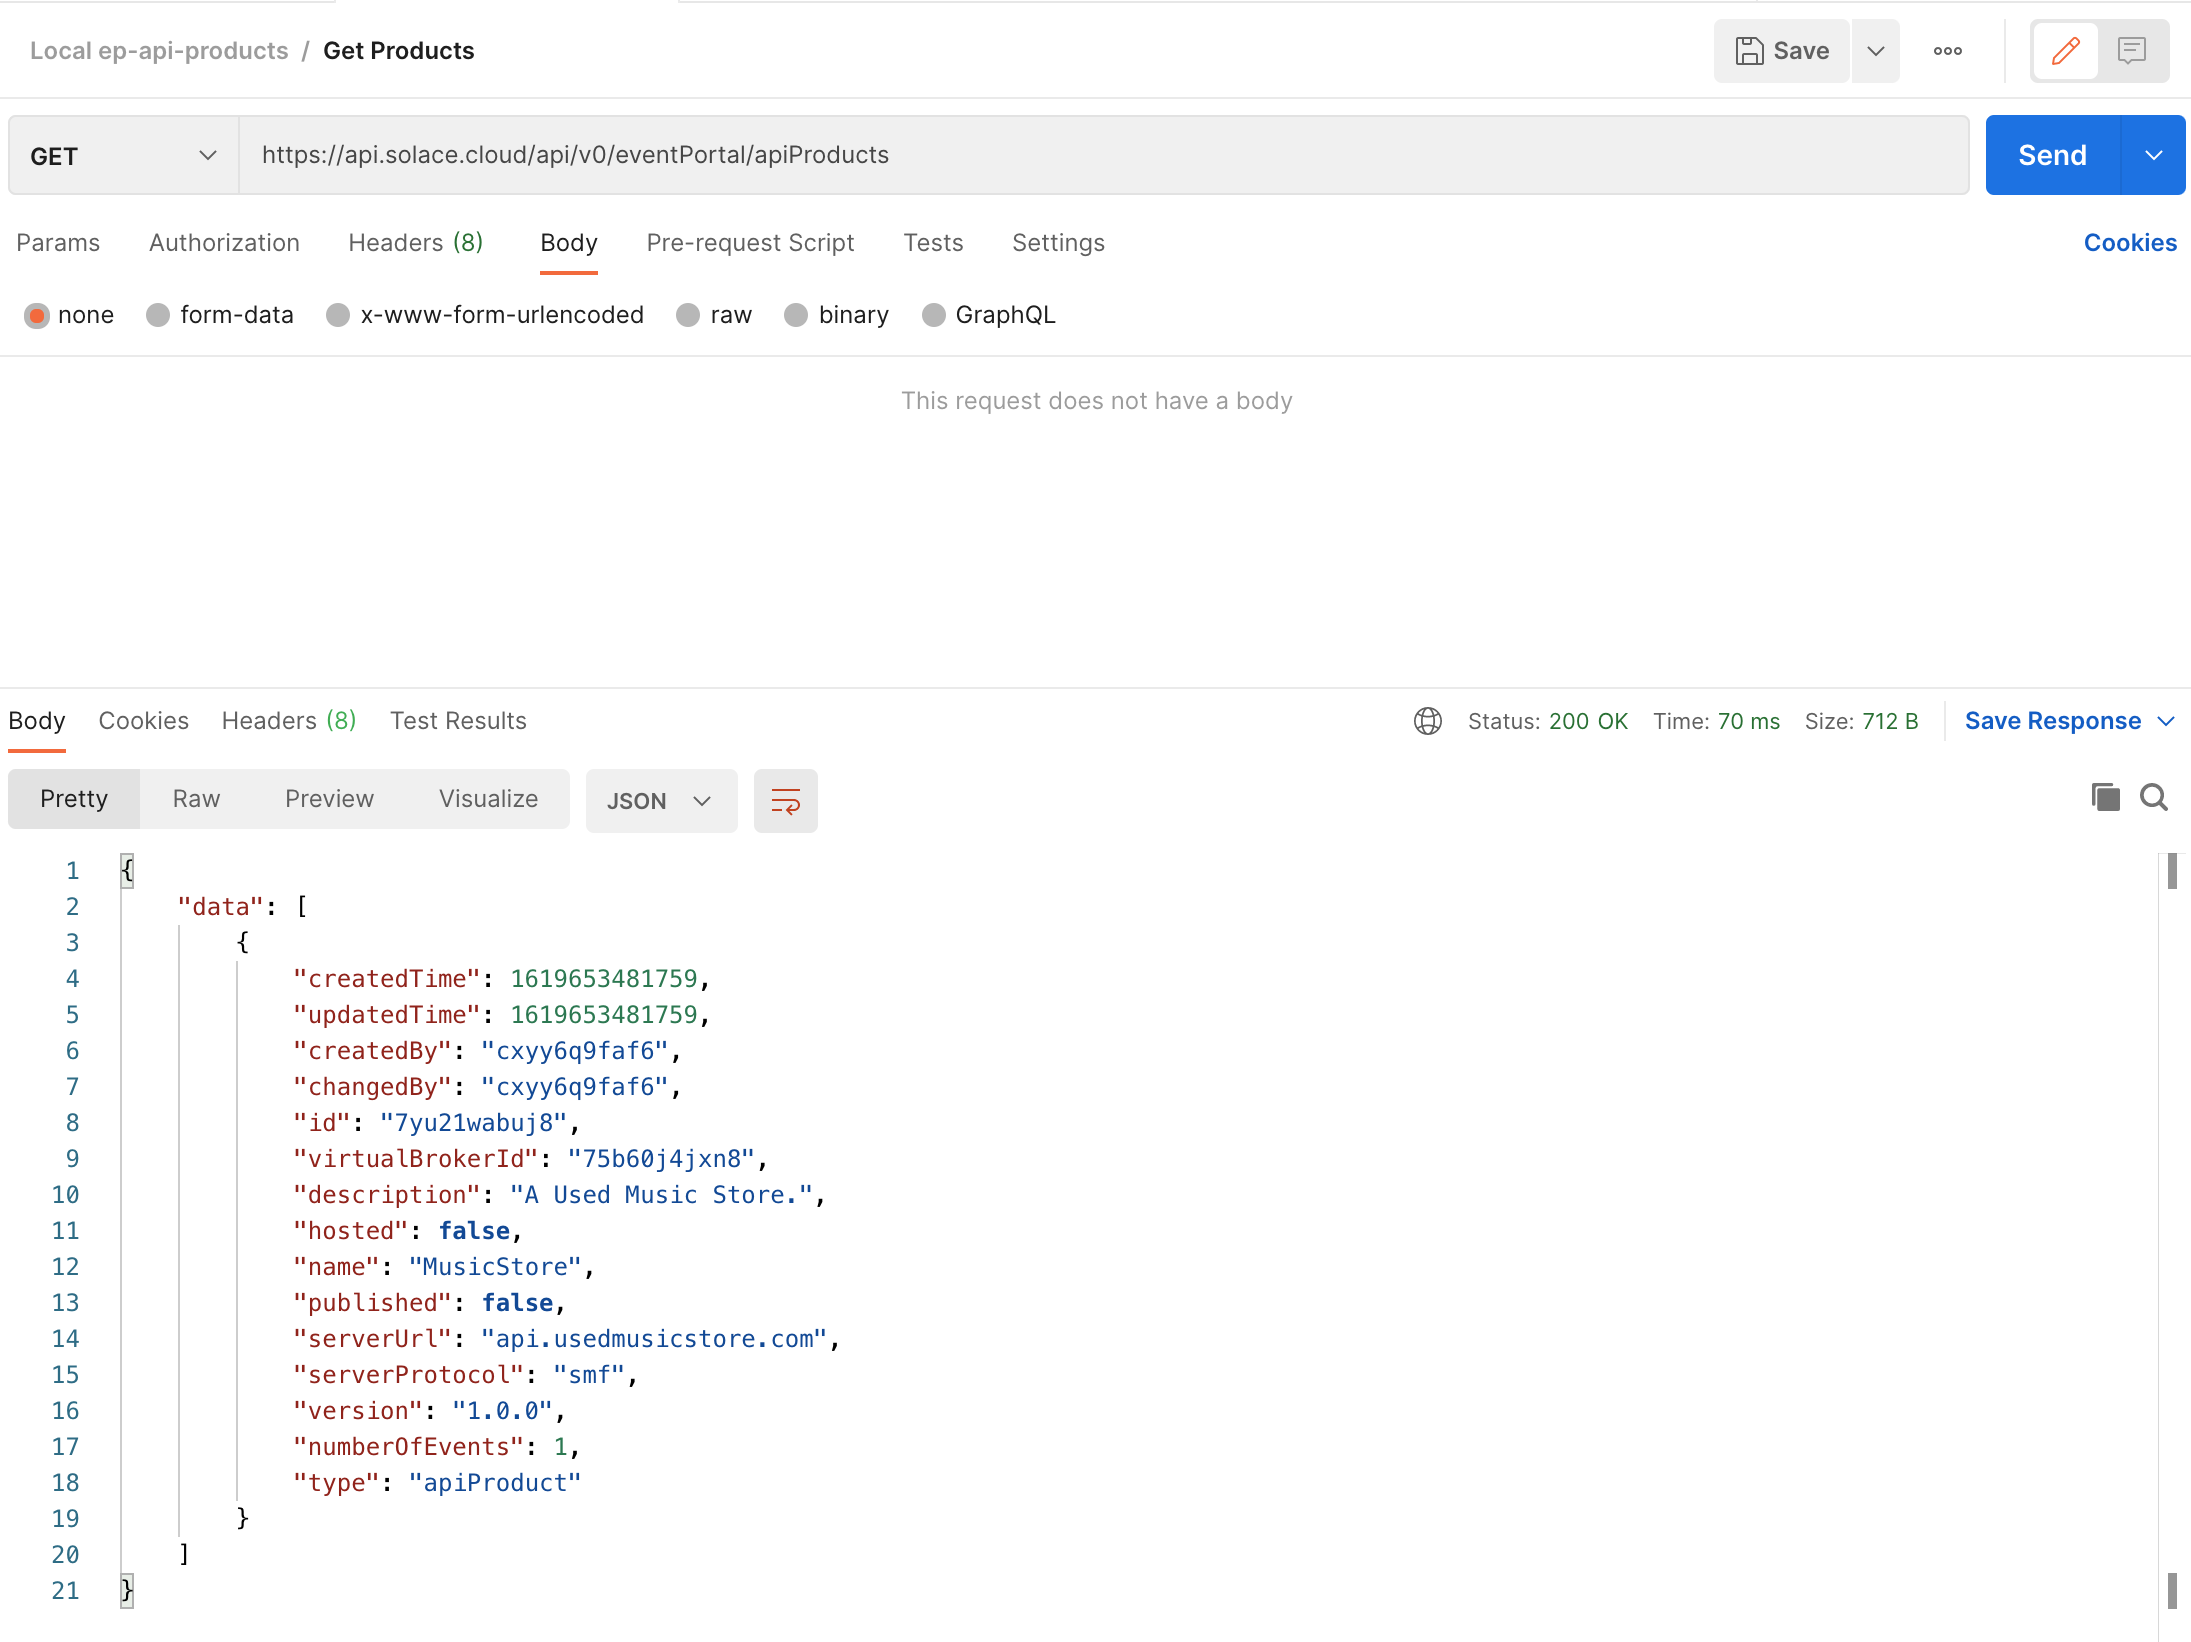 Local ep-api-products / Get Products
Save
GET https://api.solace.cloud/api/v0/eventPortal/apiProducts Send
Params Authorization Headers (8) Body Pre-request Script Tests Settings Cookies
none form-data x-www-form-urlencoded raw binary GraphQL
This request does not have a body
Body Cookies Headers (8) Test Results Status: 200 OK Time: 70 ms Size: 712 B Save Response
Pretty Raw Preview Visualize JSON
1 {
2 "data": [
3 {
4 "createdTime": 1619653481759,
5 "updatedTime": 1619653481759,
6 "createdBy": "cxyy6q9faf6",
7 "changedBy": "cxyy6q9faf6",
8 "id": "7yu21wabuj8",
9 "virtualBrokerId": "75b60j4jxn8",
10 "description": "A Used Music Store.",
11 "hosted": false,
12 "name": "MusicStore",
13 "published": false,
14 "serverUrl": "api.usedmusicstore.com",
15 "serverProtocol": "smf",
16 "version": "1.0.0",
17 "numberOfEvents": 1,
18 "type": "apiProduct"
19 }
20 ]
21 }